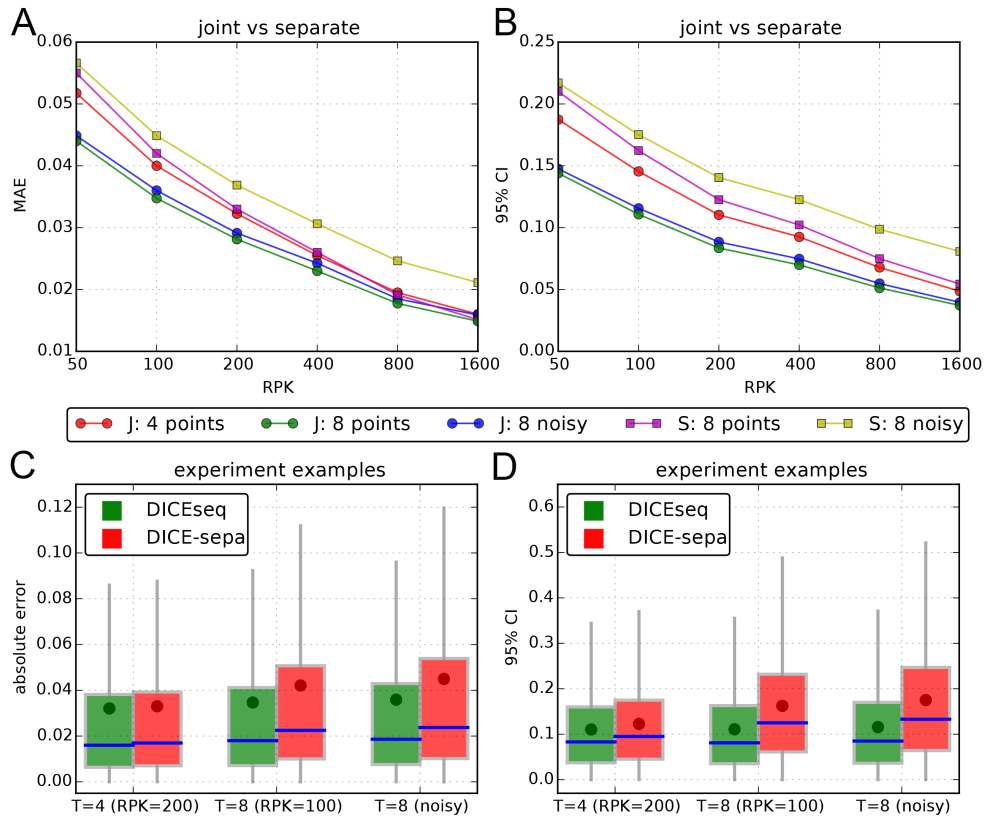 A
joint vs separate
0.06
0.05
0.04
0.03
0.02
0.01
MAE
50 100 200 400 800 1600
RPK
B
joint vs separate
0.25
0.20
0.15
0.10
0.05
0.00
95% CI
50 100 200 400 800 1600
RPK
J: 4 points J: 8 points J: 8 noisy S: 8 points S: 8 noisy
C
experiment examples
DICEseq
DICE-sepa
0.12
0.10
0.08
0.06
0.04
0.02
0.00
absolute error
T=4 (RPK=200) T=8 (RPK=100) T=8 (noisy)
D
experiment examples
DICEseq
DICE-sepa
0.6
0.5
0.4
0.3
0.2
0.1
0.0
95% CI
T=4 (RPK=200) T=8 (RPK=100) T=8 (noisy)